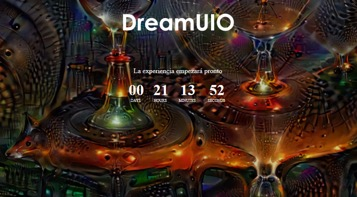 DreamUIO
La experiencia empezará pronto
00 21 13 52
DAYS HOURS MINUTES SECONDS